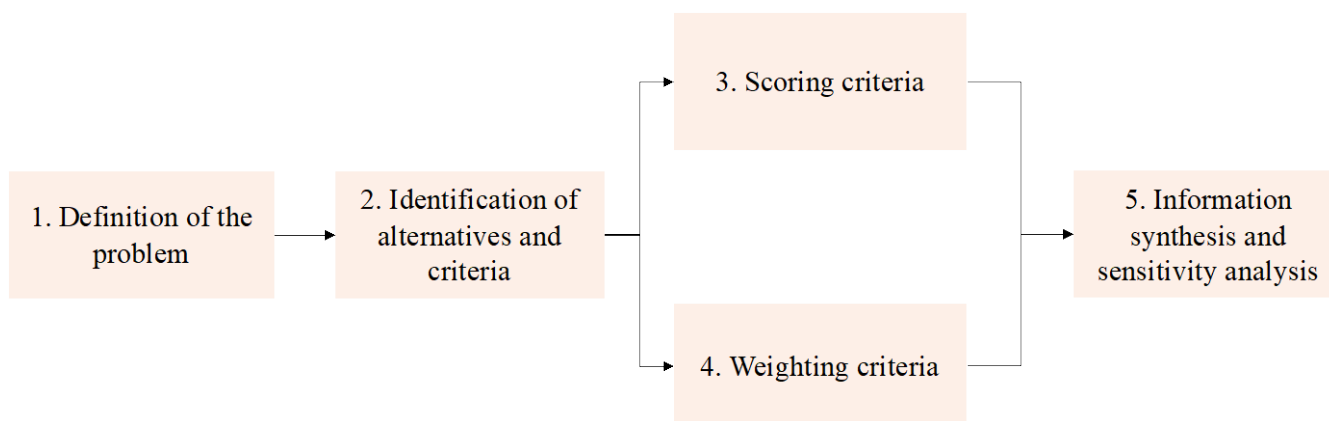 1. Definition of the
problem
2. Identification of
alternatives and
criteria
3. Scoring criteria
4. Weighting criteria
5. Information
synthesis and
sensitivity analysis